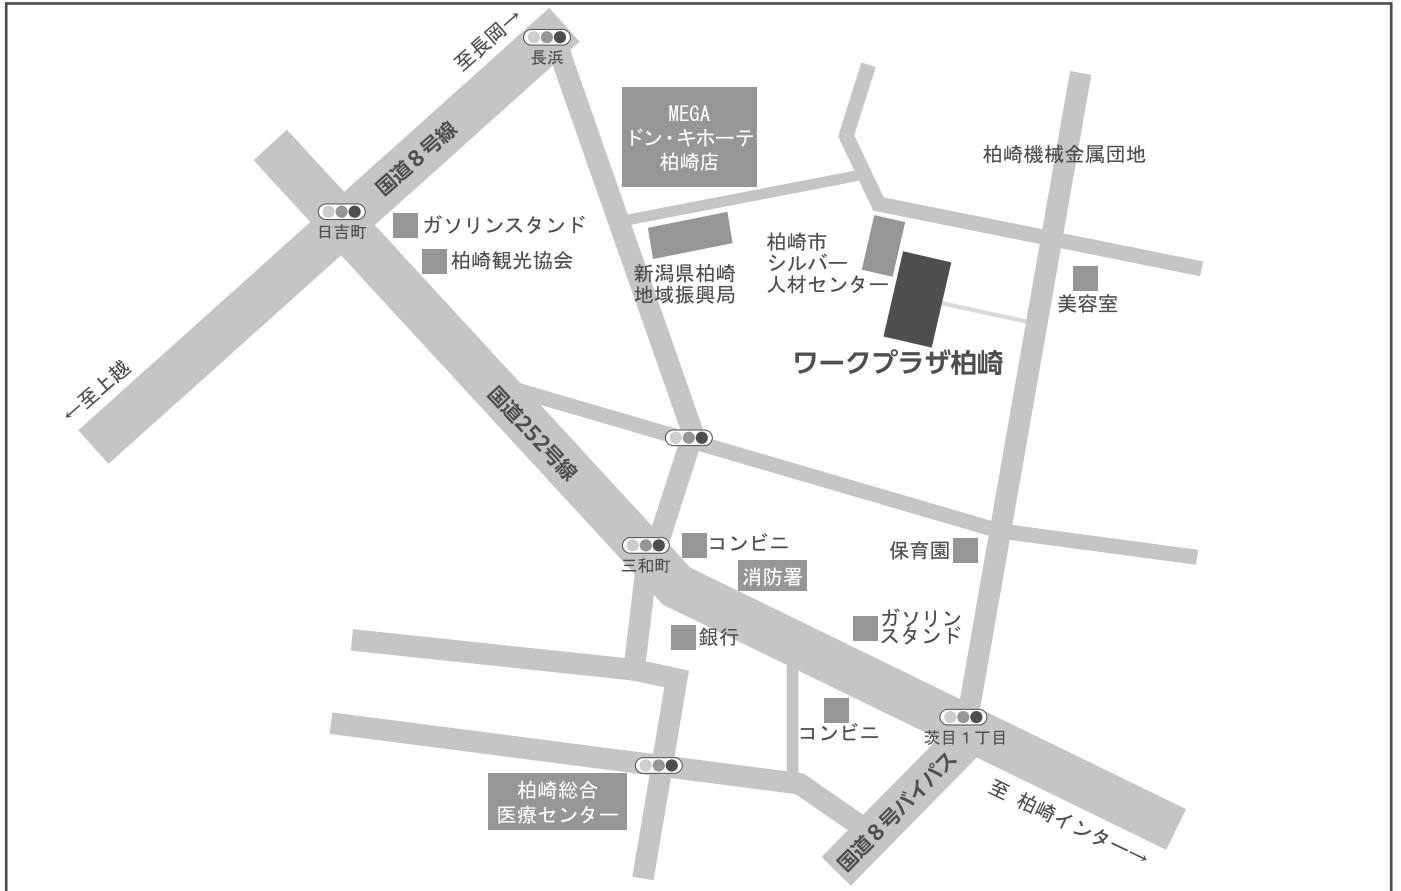 至長岡→
長浜
MEGA
ドン・キホーテ
柏崎店
国道８号線
柏崎機械金属団地
日吉町
ガソリンスタンド
柏崎観光協会
新潟県柏崎
地域振興局
柏崎市
シルバー
人材センター
美容室
ワークプラザ柏崎
←至上越
国道252号線
三和町
コンビニ
消防署
保育園
銀行
ガソリン
スタンド
コンビニ
茨目１丁目
柏崎総合
医療センター
国道８号バイパス
至 柏崎インター→